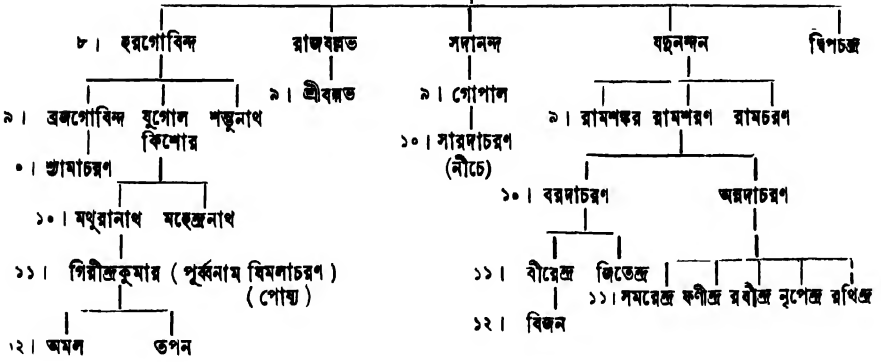 ৮। হরগোবিন্দ রাজবল্লভ সদানন্দ যদুনন্দন দ্বিপচন্দ্র
৯। শ্রীবল্লভ ৯। গোপাল
৯। ব্রজগোবিন্দ যুগোল শম্ভুনাথ ৯। রামশঙ্কর রামশরণ রামচরণ
কিশোর ১০। সারদাচরণ
০। শ্যামাচরণ (নীচে)
১০। বরদাচরণ অন্নদাচরণ
১০। মথুরানাথ মহেন্দ্রনাথ
১১। গিরীন্দ্রকুমার (পূর্ব্বনাম বিমলাচরণ) ১১। বীরেন্দ্র জিতেন্দ্র
(পোষ্য) ১১। সমরেন্দ্র ফণীন্দ্র রবীন্দ্র নৃপেন্দ্র রথিন্দ্র
১২। বিজন
১২। অমল তপন